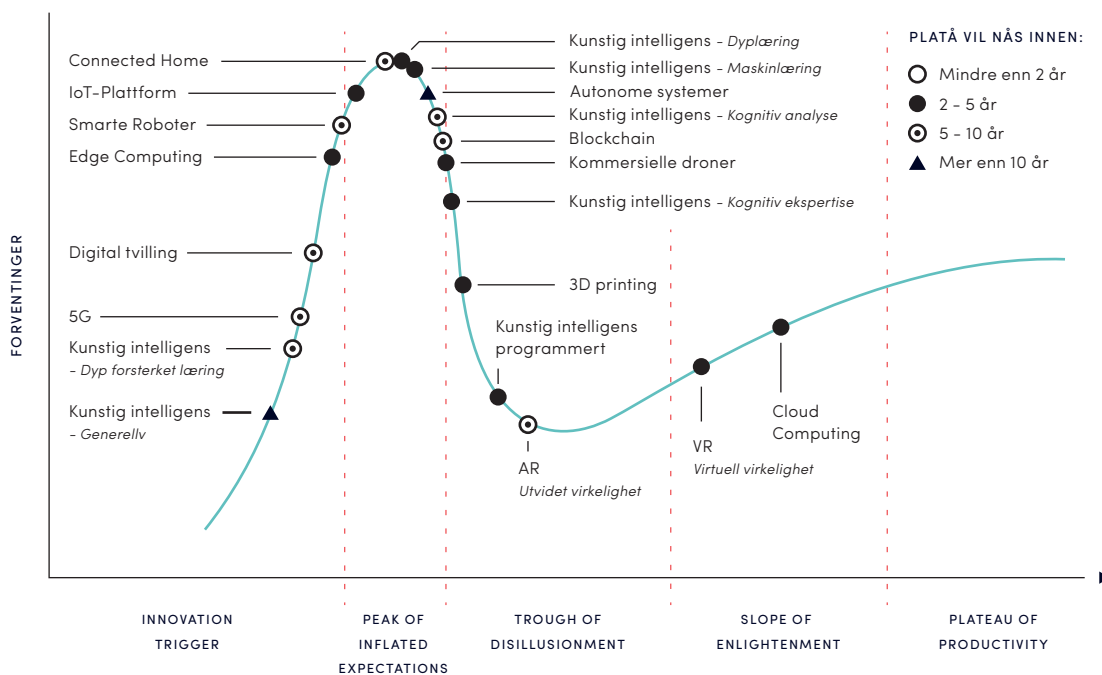 FORVENTINGER
Connected Home
IoT-Plattform
Smarte Roboter
Edge Computing
Digital tvilling
5G
Kunstig intelligens
- Dyp forsterket læring
Kunstig intelligens
- Generellv
Kunstig intelligens - Dyplæring
Kunstig intelligens - Maskinlæring
Autonome systemer
Kunstig intelligens - Kognitiv analyse
Blockchain
Kommersielle droner
Kunstig intelligens - Kognitiv ekspertise
3D printing
Kunstig intelligens
programmert
AR
Utvidet virkelighet
VR
Virtuell virkelighet
Cloud
Computing
PLATÅ VIL NÅS INNEN:
Mindre enn 2 år
2 - 5 år
5 - 10 år
Mer enn 10 år
INNOVATION
TRIGGER
PEAK OF
INFLATED
EXPECTATIONS
TROUGH OF
DISILLUSIONMENT
SLOPE OF
ENLIGHTENMENT
PLATEAU OF
PRODUCTIVITY